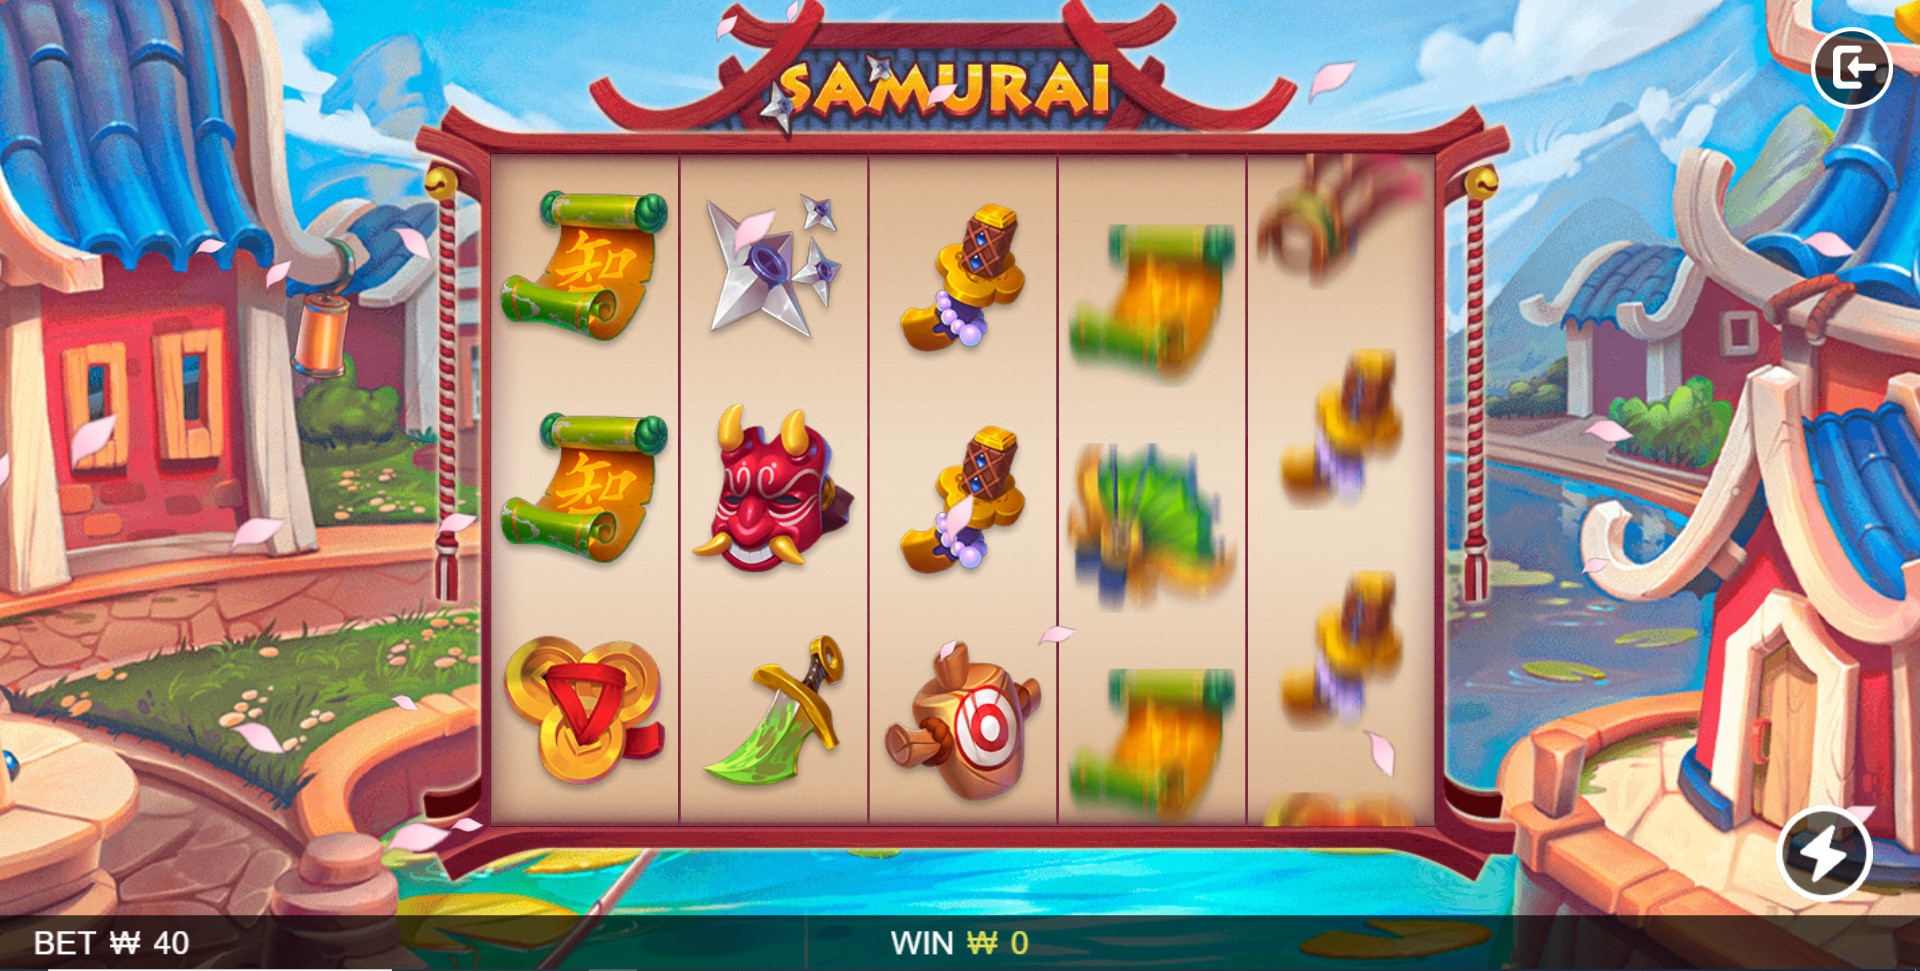 SAMURAI
知
知
BET ₩ 40
WIN ₩ 0